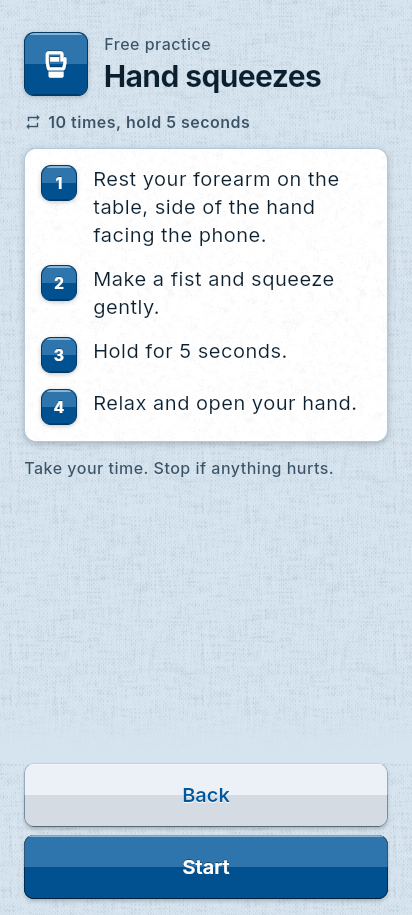 Free practice
Hand squeezes
10 times, hold 5 seconds
1 Rest your forearm on the
table, side of the hand
facing the phone.
2 Make a fist and squeeze
gently.
3 Hold for 5 seconds.
4 Relax and open your hand.
Take your time. Stop if anything hurts.
Back
Start